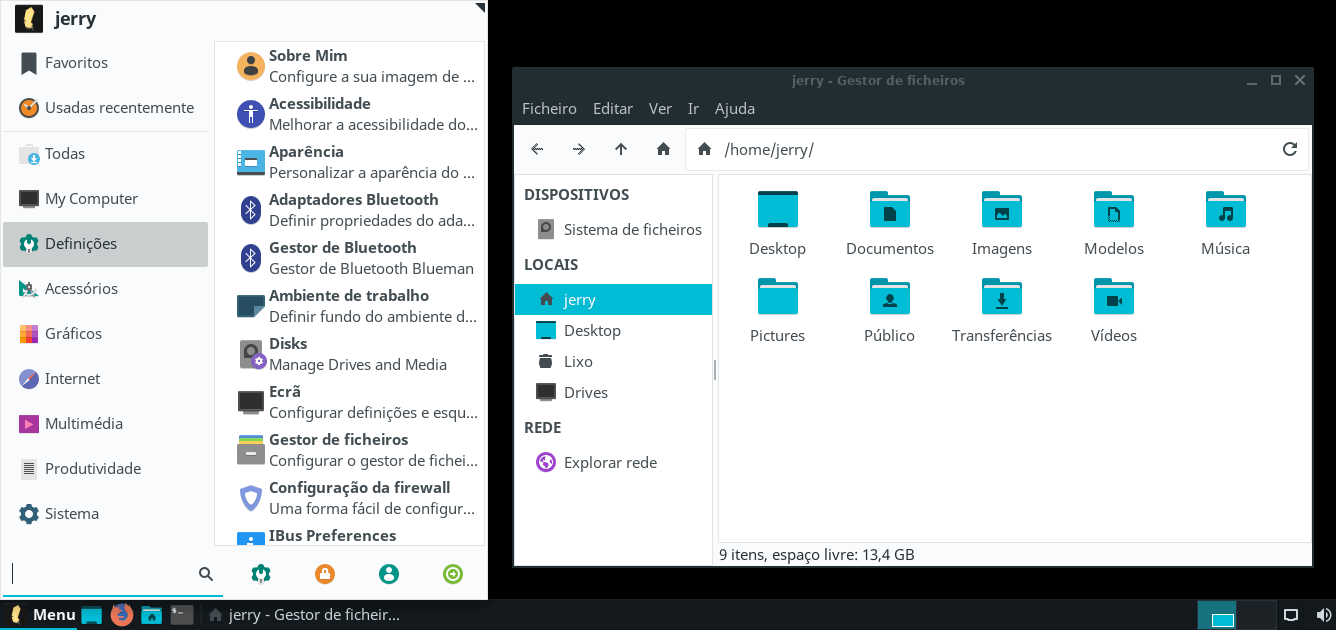 jerry
Favoritos
Usadas recentemente
Todas
My Computer
Definições
Acessórios
Gráficos
Internet
Multimédia
Produtividade
Sistema
Sobre Mim
Configure a sua imagem de ...
Acessibilidade
Melhorar a acessibilidade do...
Aparência
Personalizar a aparência do ...
Adaptadores Bluetooth
Definir propriedades do ada...
Gestor de Bluetooth
Gestor de Bluetooth Blueman
Ambiente de trabalho
Definir fundo do ambiente d...
Disks
Manage Drives and Media
Ecrã
Configurar definições e esqu...
Gestor de ficheiros
Configurar o gestor de fichei...
Configuração da firewall
Uma forma fácil de configur...
IBus Preferences
jerry - Gestor de ficheiros
Ficheiro Editar Ver Ir Ajuda
/home/jerry/
DISPOSITIVOS
Sistema de ficheiros
LOCAIS
jerry
Desktop
Lixo
Drives
REDE
Explorar rede
Desktop Documentos Imagens Modelos Música
Pictures Público Transferências Vídeos
9 itens, espaço livre: 13,4 GB
Menu
jerry - Gestor de ficheir...